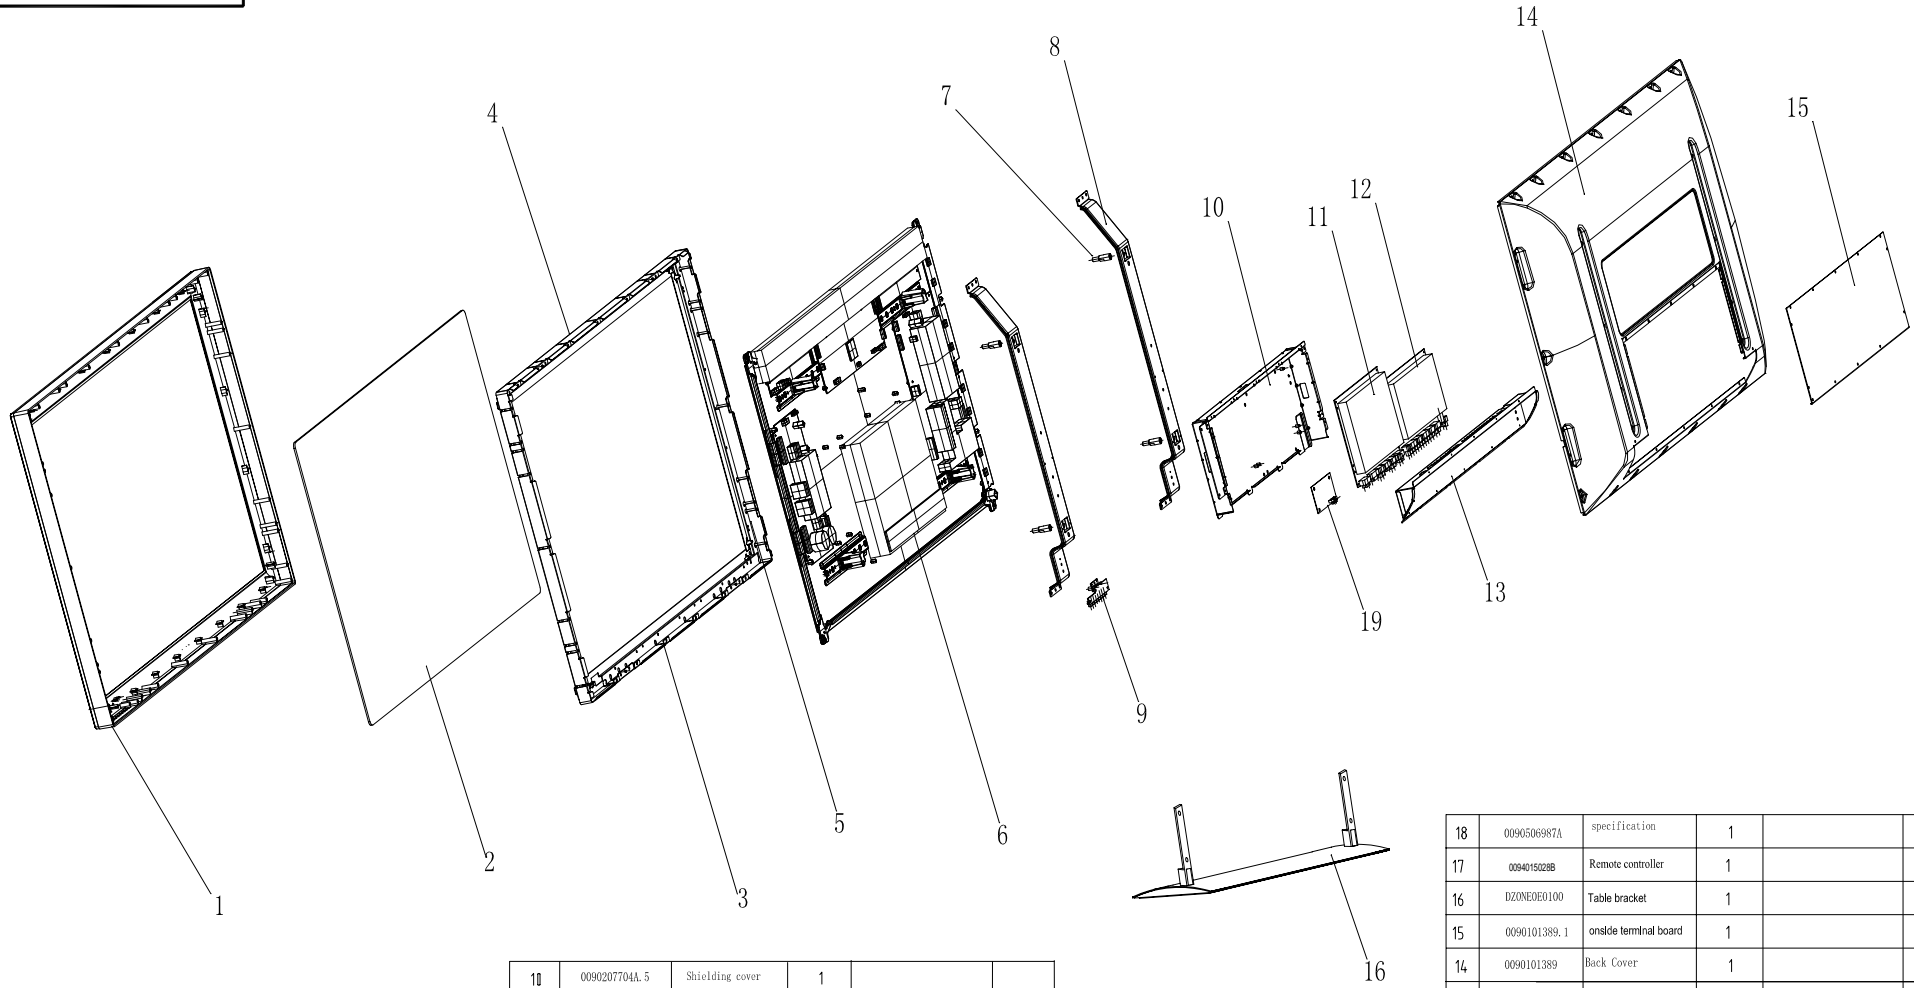 14
8
7
15
4
12
10
11
19
13
9
5
6
2
3
1
16
18 0090506987A specification 1
17 0094015028B Remote controller 1
16 DZONE0E0100 Table bracket 1
15 0090101389.1 onside terminal board 1
14 0090101389 Back Cover 1
10 0090207704A.5 Shielding cover 1